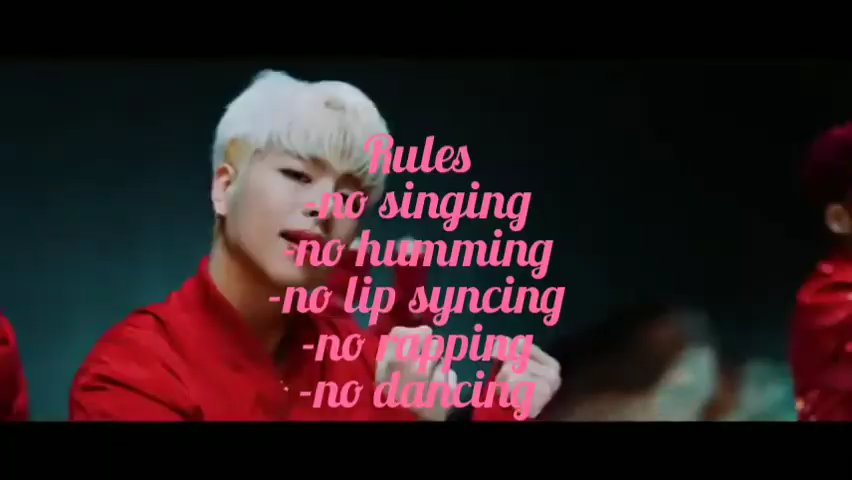 Rules
-no singing
-no humming
-no lip syncing
-no rapping
-no dancing